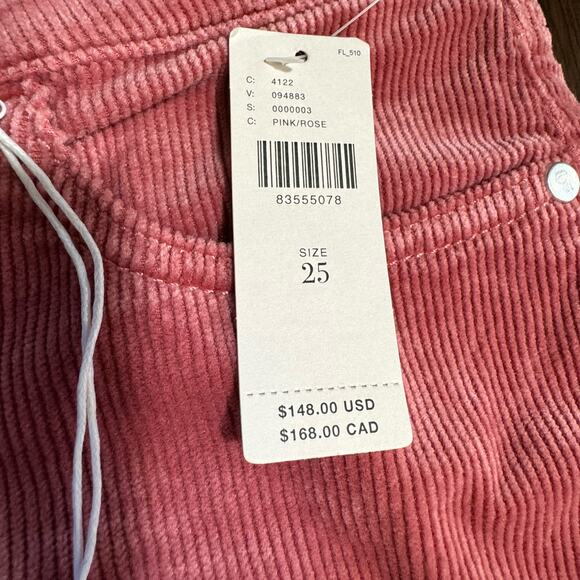 FL_510
C: 4122
V: 094883
S: 0000003
C: PINK/ROSE
83555078
SIZE
25
$148.00 USD
$168.00 CAD